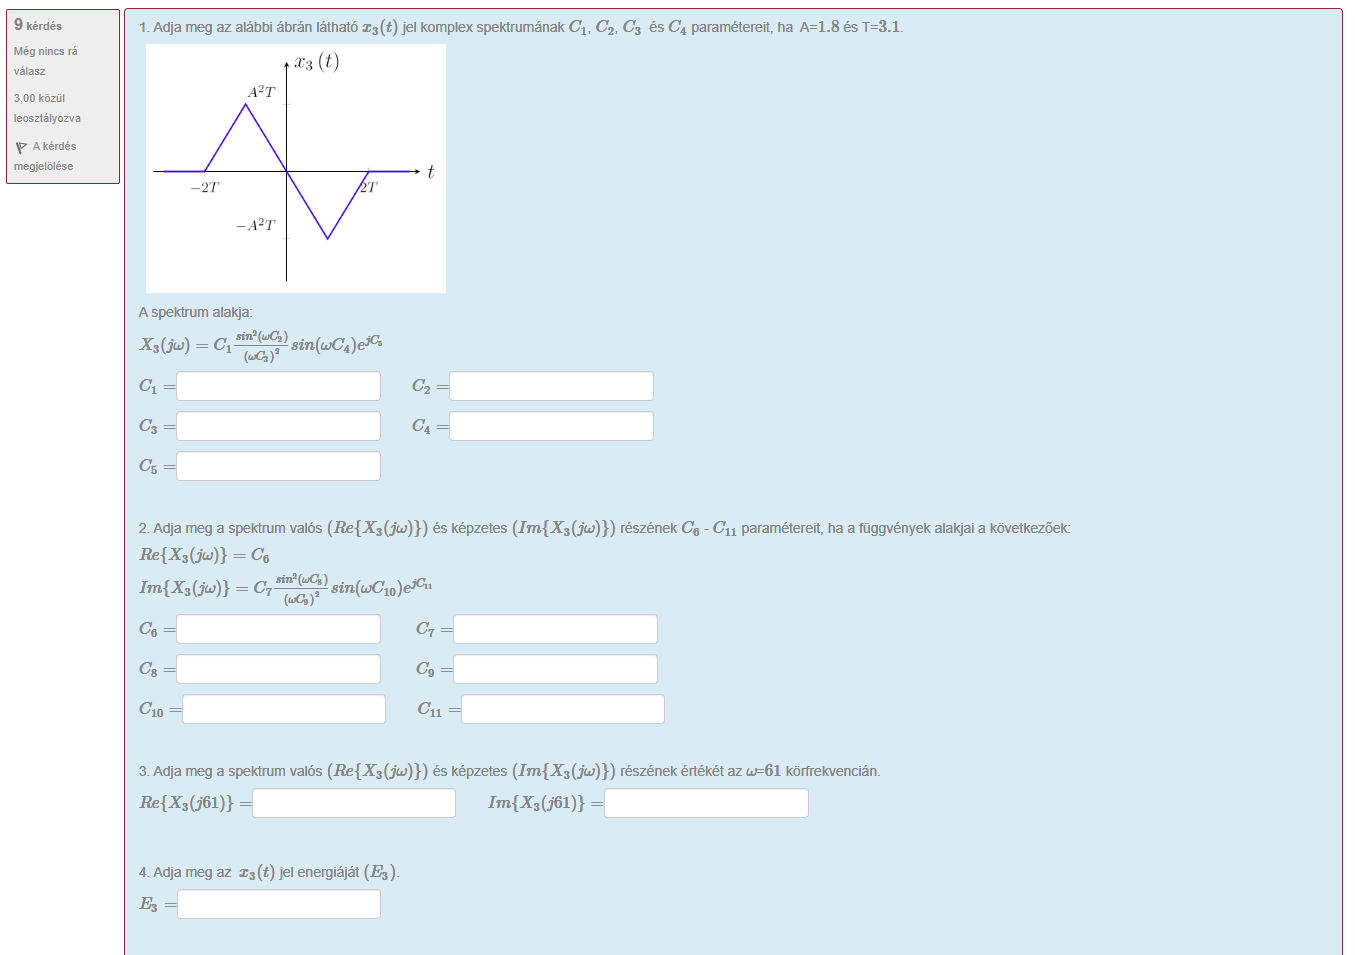 9 kérdés
Még nincs rá
válasz
3,00 közül
leosztályozva
A kérdés
megjelölése
1. Adja meg az alábbi ábrán látható x₃(t) jel komplex spektrumának C₁, C₂, C₃ és C₄ paramétereit, ha A=1.8 és T=3.1.
x₃(t)
A²T
t
−2T
2T
−A²T
A spektrum alakja:
X₃(jω) = C₁ sin²(ωC₂)/(ωC₃)² sin(ωC₄)e^{jC₅}
C₁ =
C₂ =
C₃ =
C₄ =
C₅ =
2. Adja meg a spektrum valós (Re{X₃(jω)}) és képzetes (Im{X₃(jω)}) részének C₆ - C₁₁ paramétereit, ha a függvények alakjai a következőek:
Re{X₃(jω)} = C₆
Im{X₃(jω)} = C₇ sin²(ωC₈)/(ωC₉)² sin(ωC₁₀)e^{jC₁₁}
C₆ =
C₇ =
C₈ =
C₉ =
C₁₀ =
C₁₁ =
3. Adja meg a spektrum valós (Re{X₃(jω)}) és képzetes (Im{X₃(jω)}) részének értékét az ω=61 körfrekvencián.
Re{X₃(j61)} =
Im{X₃(j61)} =
4. Adja meg az x₃(t) jel energiáját (E₃).
E₃ =